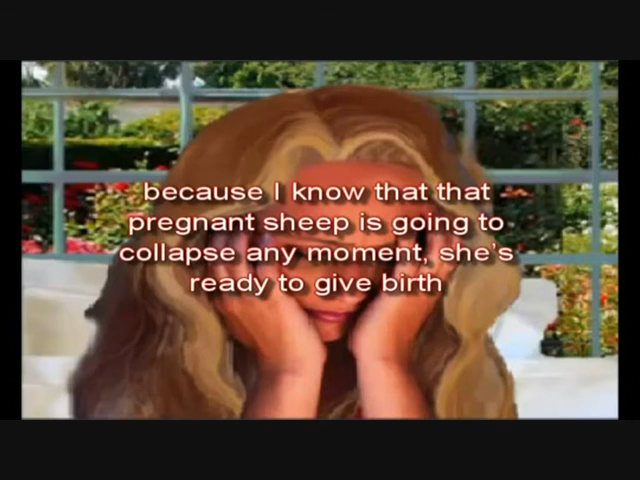 because I know that that
pregnant sheep is going to
collapse any moment, she's
ready to give birth